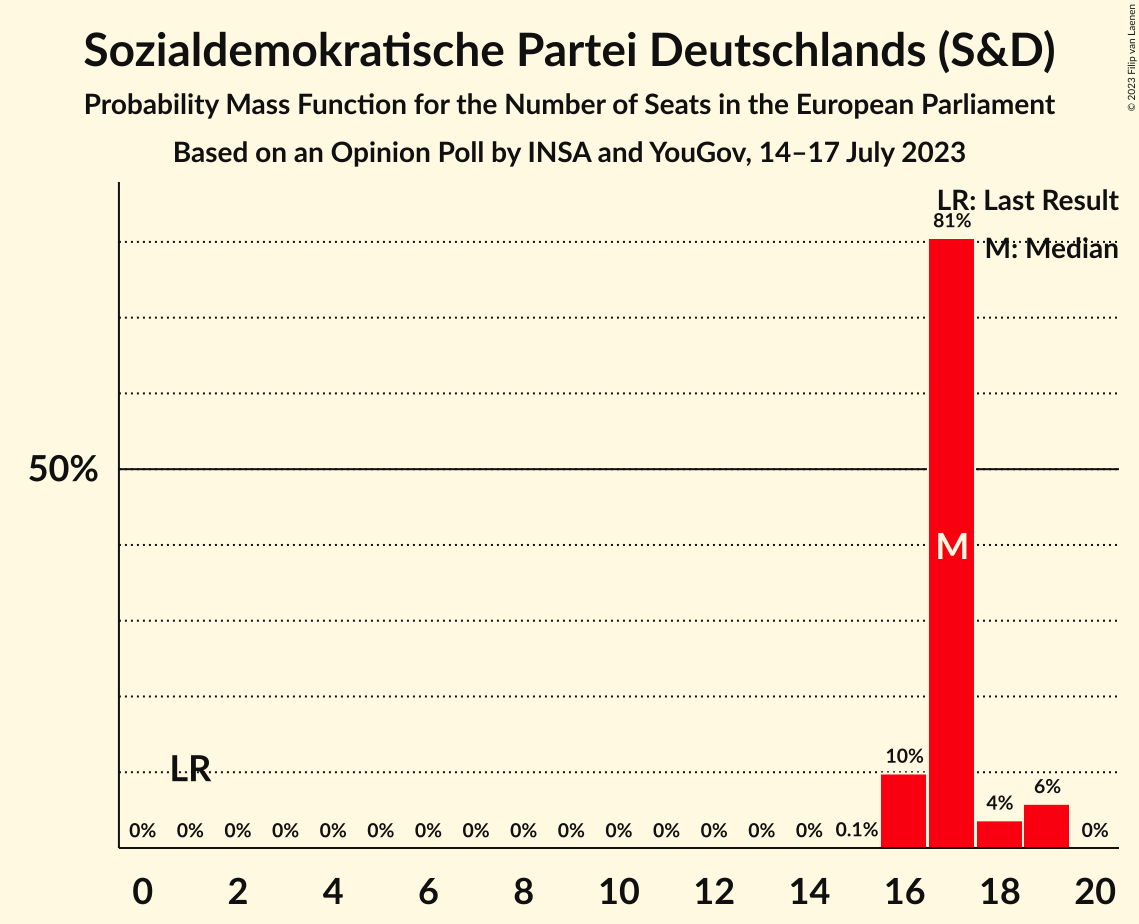 Sozialdemokratische Partei Deutschlands (S&D)
Probability Mass Function for the Number of Seats in the European Parliament
Based on an Opinion Poll by INSA and YouGov, 14–17 July 2023
© 2023 Filip van Laenen
LR: Last Result
81%
M: Median
50%
M
LR
10%
6%
4%
0% 0% 0% 0% 0% 0% 0% 0% 0% 0% 0% 0% 0% 0% 0% 0.1% 0%
0 2 4 6 8 10 12 14 16 18 20